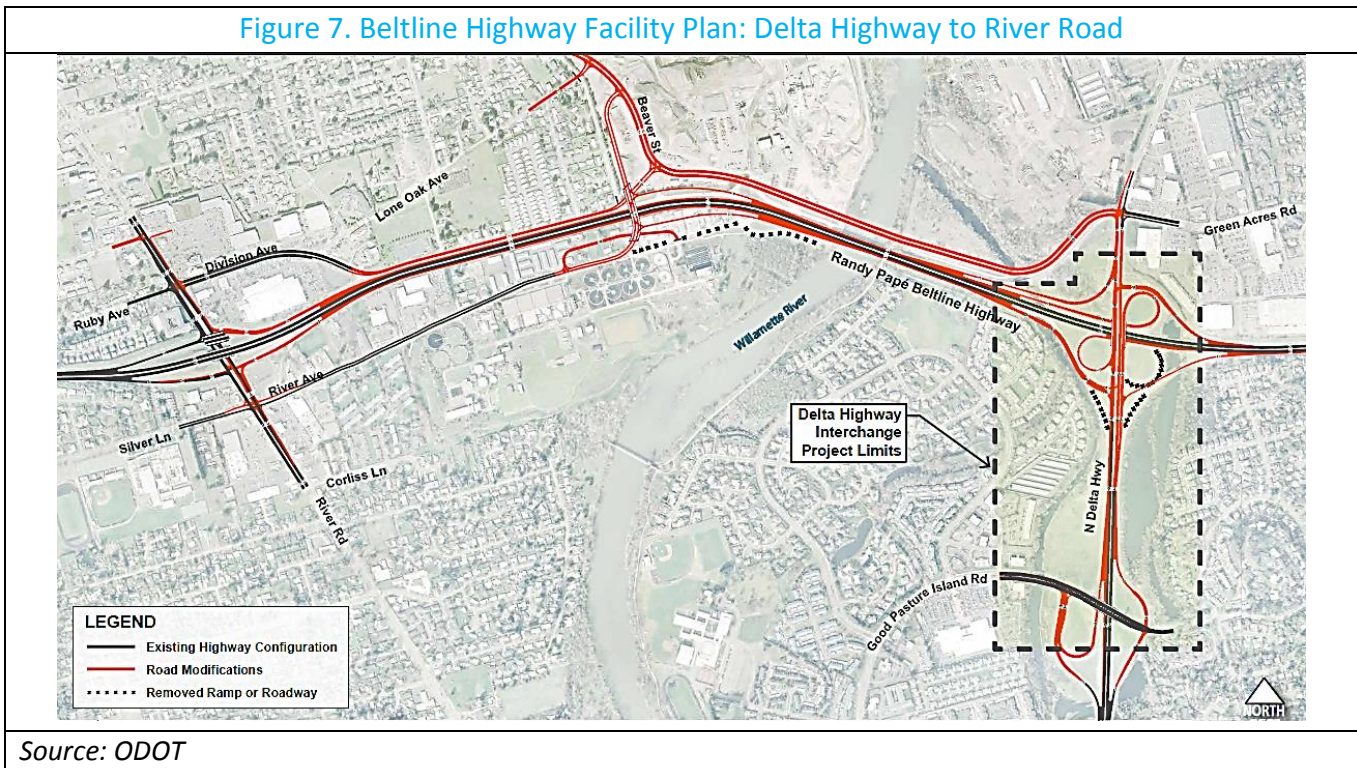 Figure 7. Beltline Highway Facility Plan: Delta Highway to River Road
Beaver St
Lone Oak Ave
Green Acres Rd
Division Ave
Randy Papé Beltline Highway
Ruby Ave
Willamette River
River Ave
Delta Highway
Interchange
Project Limits
Silver Ln
Corliss Ln
N Delta Hwy
River Rd
Good Pasture Island Rd
LEGEND
Existing Highway Configuration
Road Modifications
Removed Ramp or Roadway
NORTH
Source: ODOT